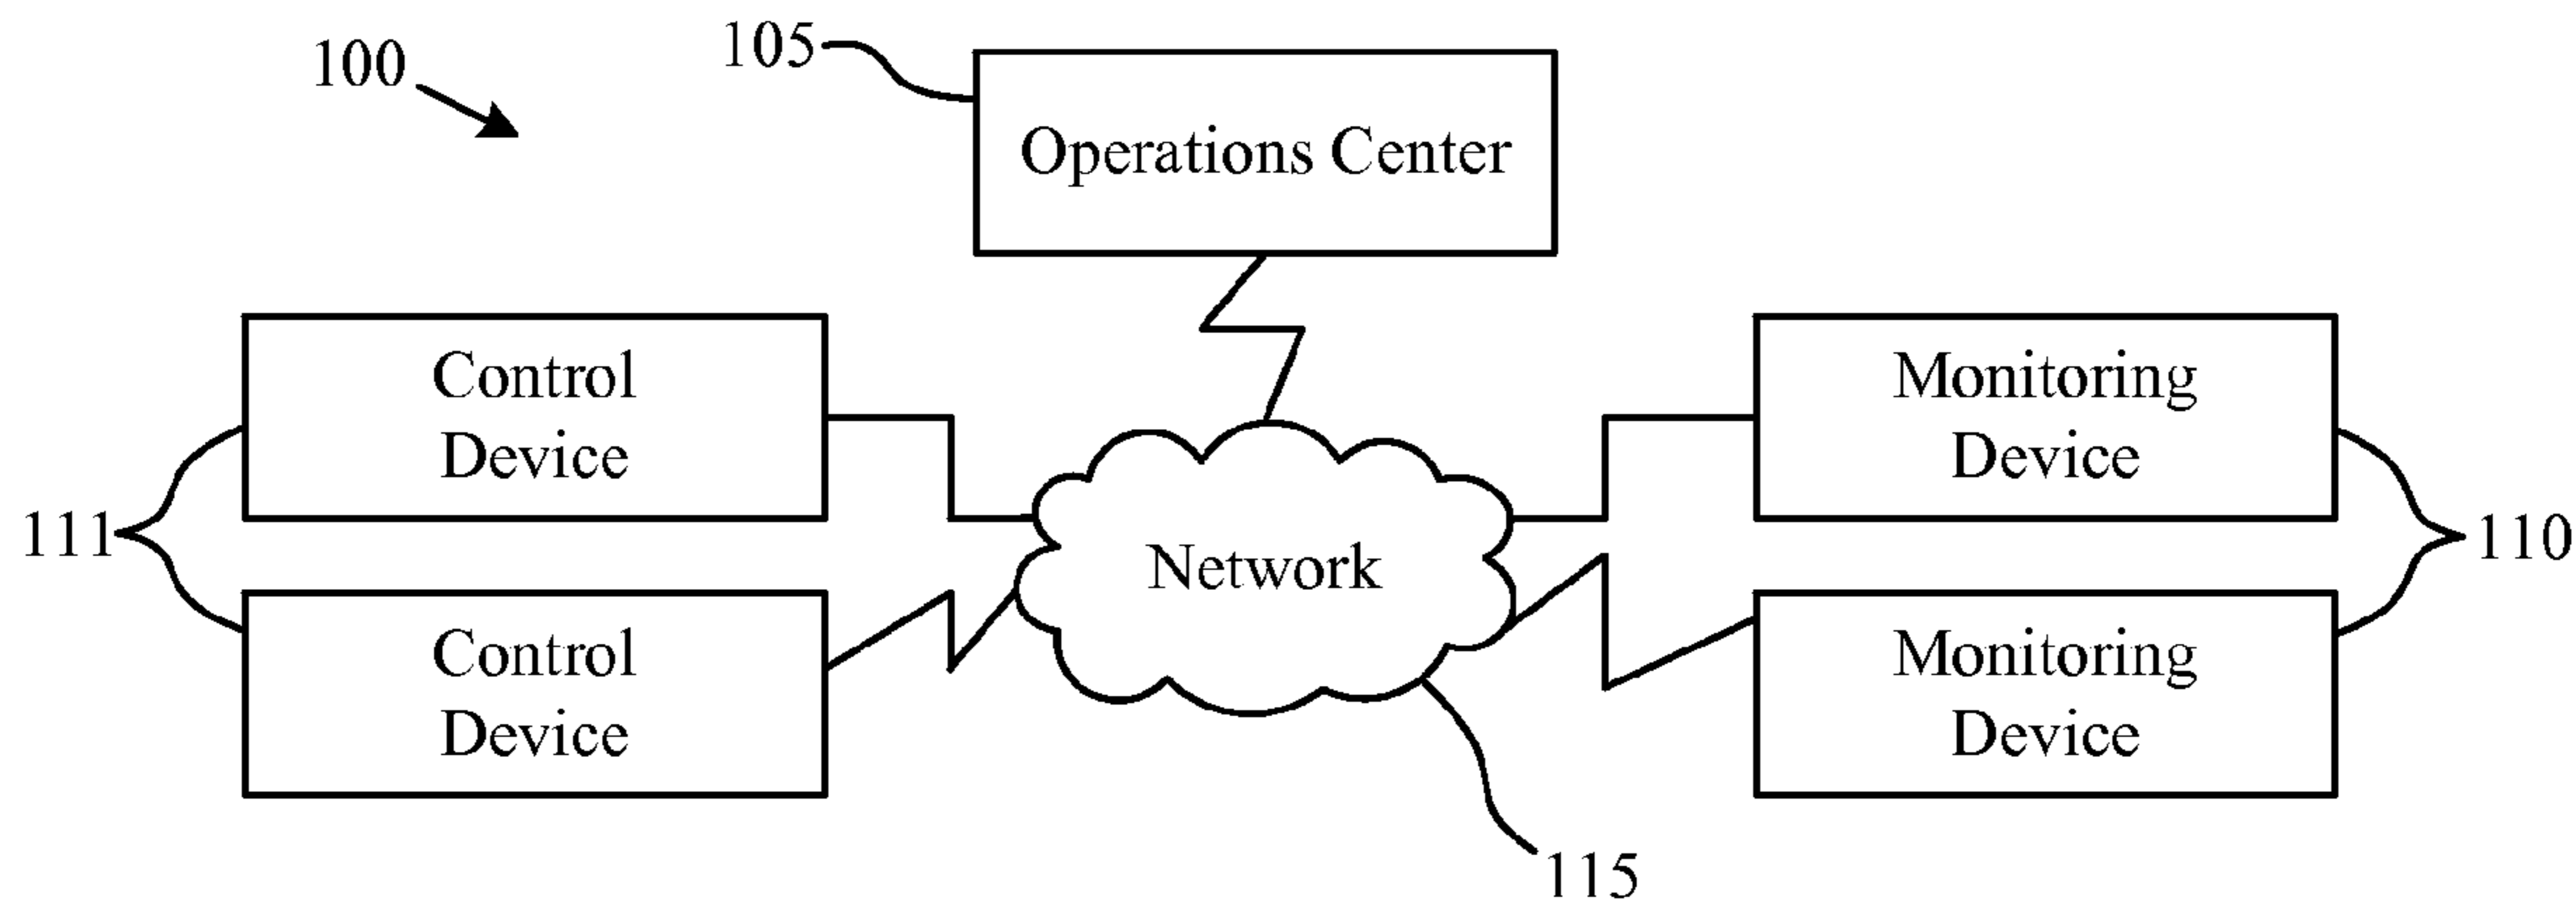 100
105
Operations Center
Control
Device
Monitoring
Device
111
Network
110
Control
Device
Monitoring
Device
115